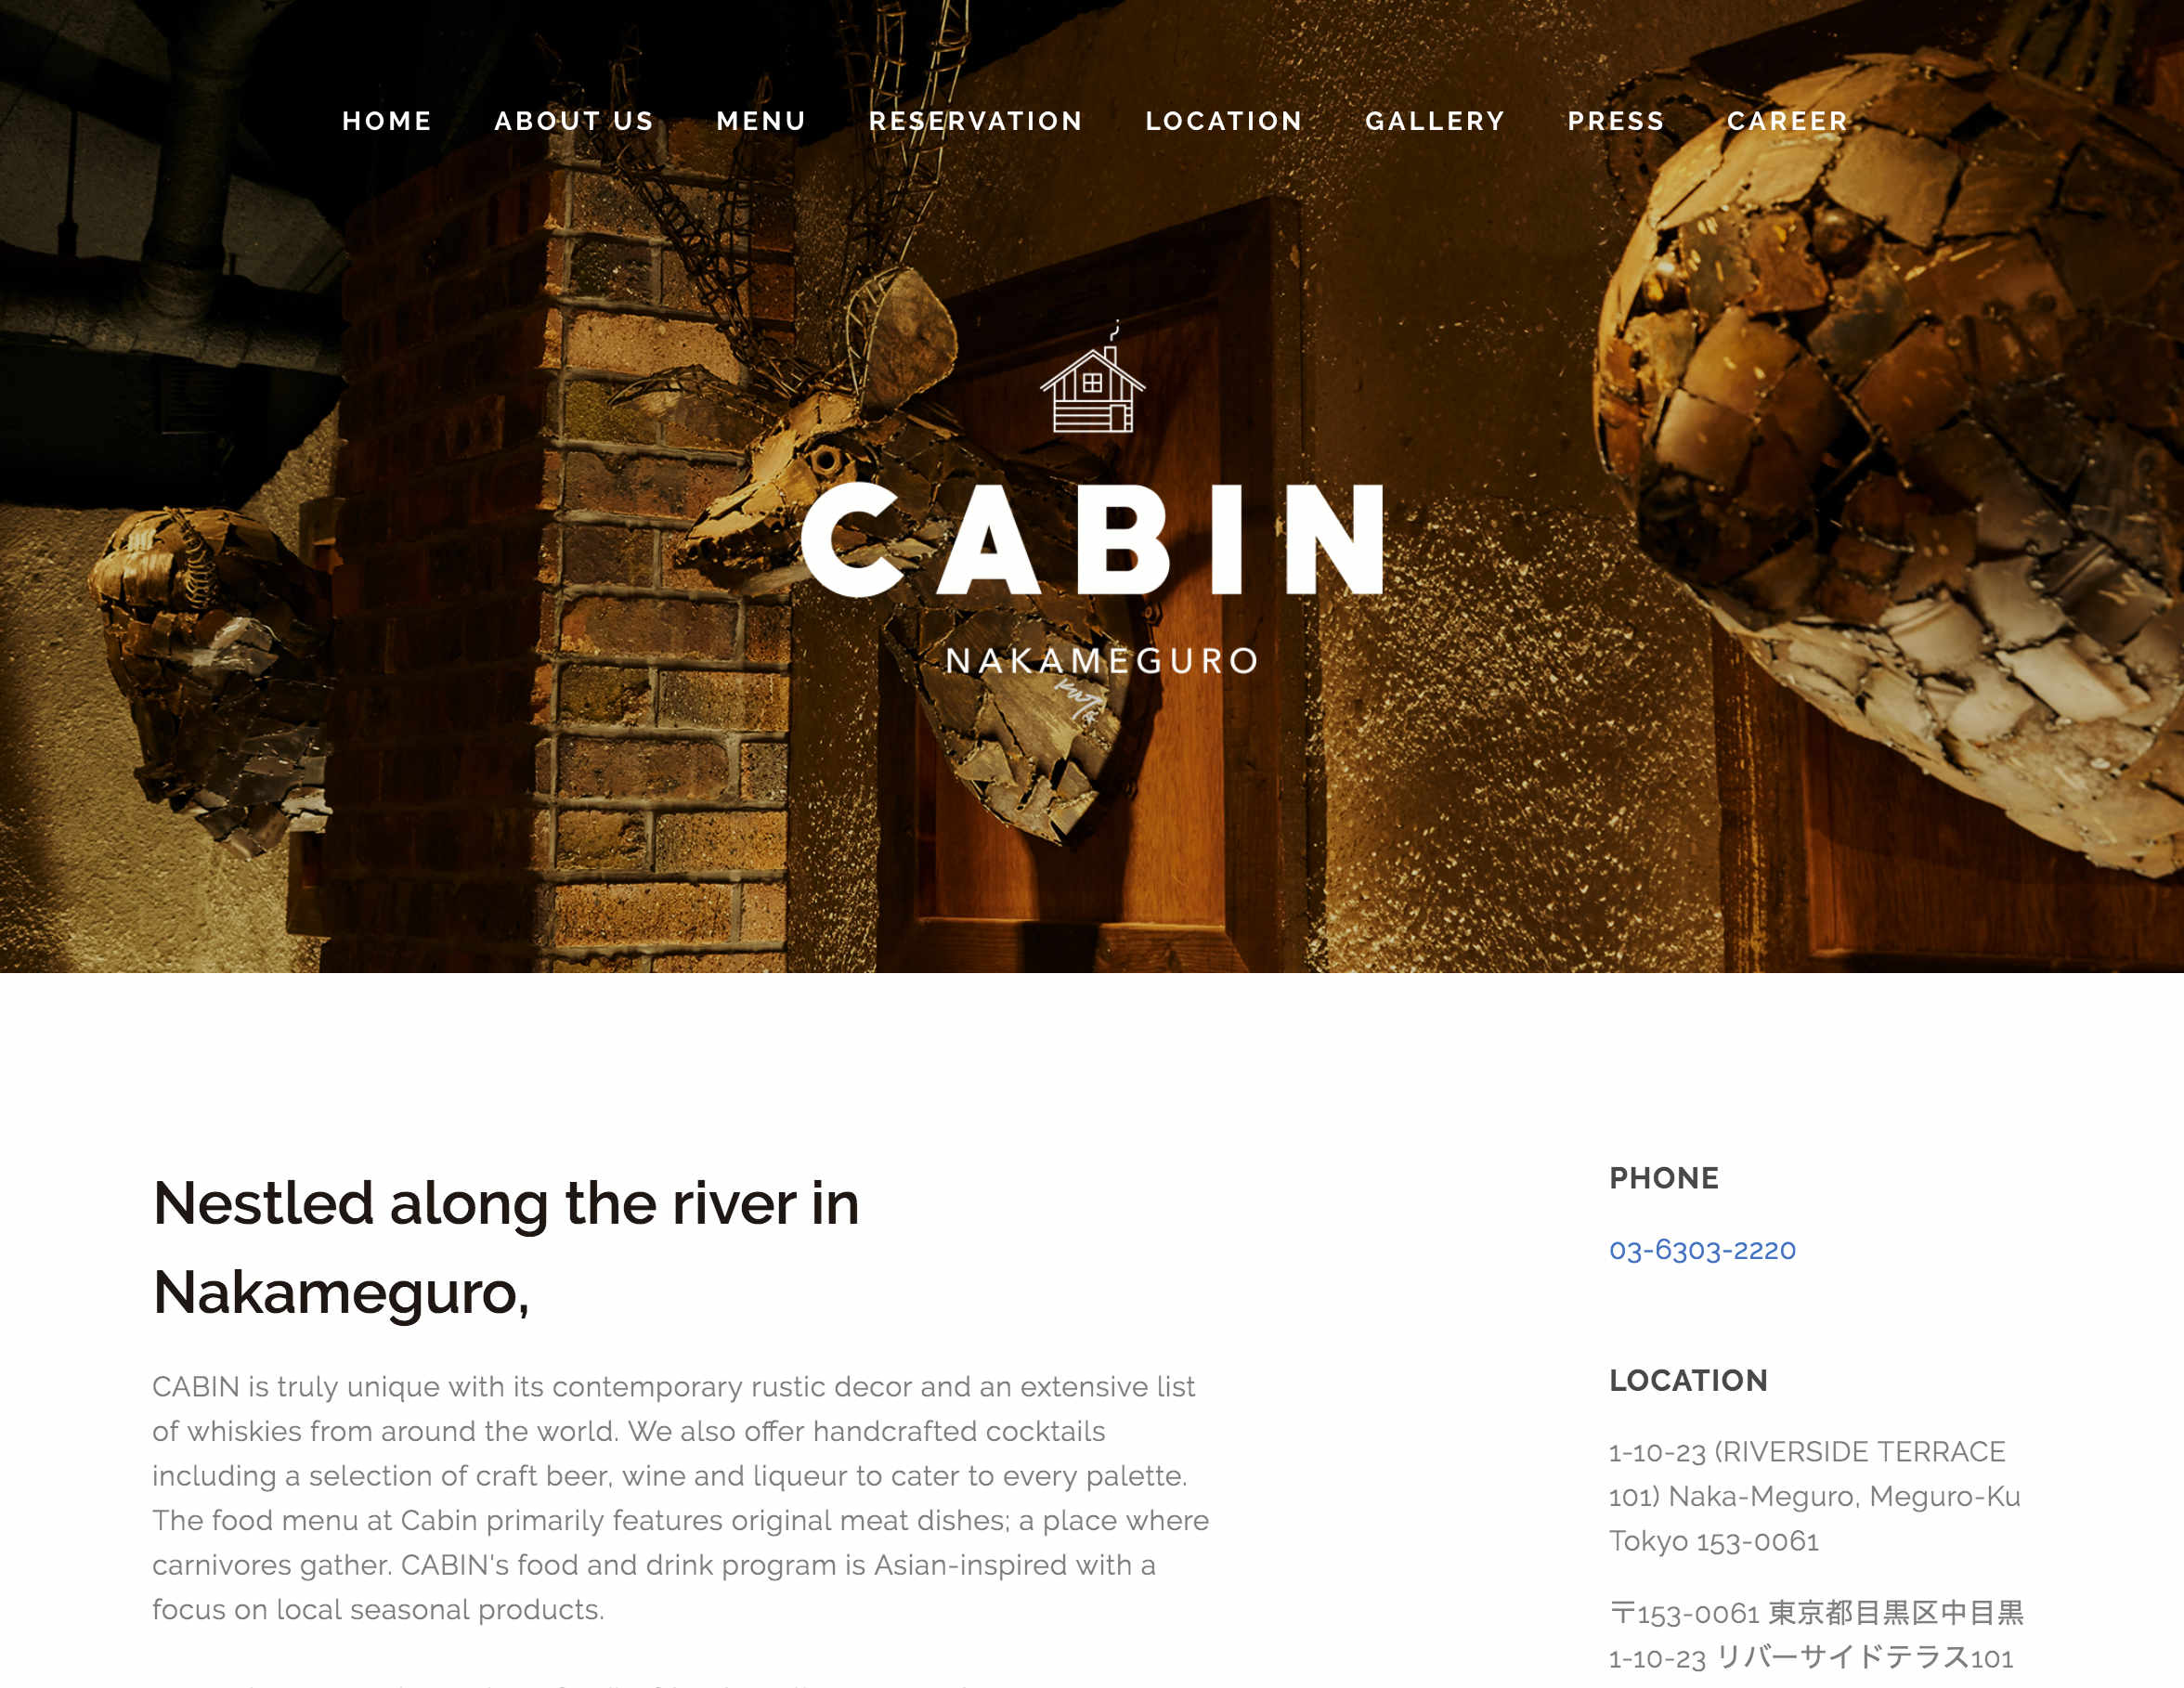 HOME ABOUT US MENU RESERVATION LOCATION GALLERY PRESS CAREER
CABIN
NAKAMEGURO
Nestled along the river in
Nakameguro,
CABIN is truly unique with its contemporary rustic decor and an extensive list
of whiskies from around the world. We also offer handcrafted cocktails
including a selection of craft beer, wine and liqueur to cater to every palette.
The food menu at Cabin primarily features original meat dishes; a place where
carnivores gather. CABIN's food and drink program is Asian-inspired with a
focus on local seasonal products.
PHONE
03-6303-2220
LOCATION
1-10-23 (RIVERSIDE TERRACE
101) Naka-Meguro, Meguro-Ku
Tokyo 153-0061
〒153-0061 東京都目黒区中目黒
1-10-23 リバーサイドテラス101